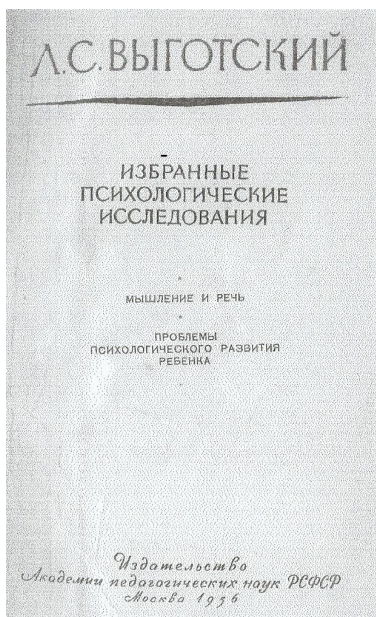 Л.С.ВЫГОТСКИЙ
ИЗБРАННЫЕ
ПСИХОЛОГИЧЕСКИЕ
ИССЛЕДОВАНИЯ
МЫШЛЕНИЕ И РЕЧЬ
ПРОБЛЕМЫ
ПСИХОЛОГИЧЕСКОГО РАЗВИТИЯ
РЕБЕНКА
Издательство
Академии педагогических наук РСФСР
Москва 1956